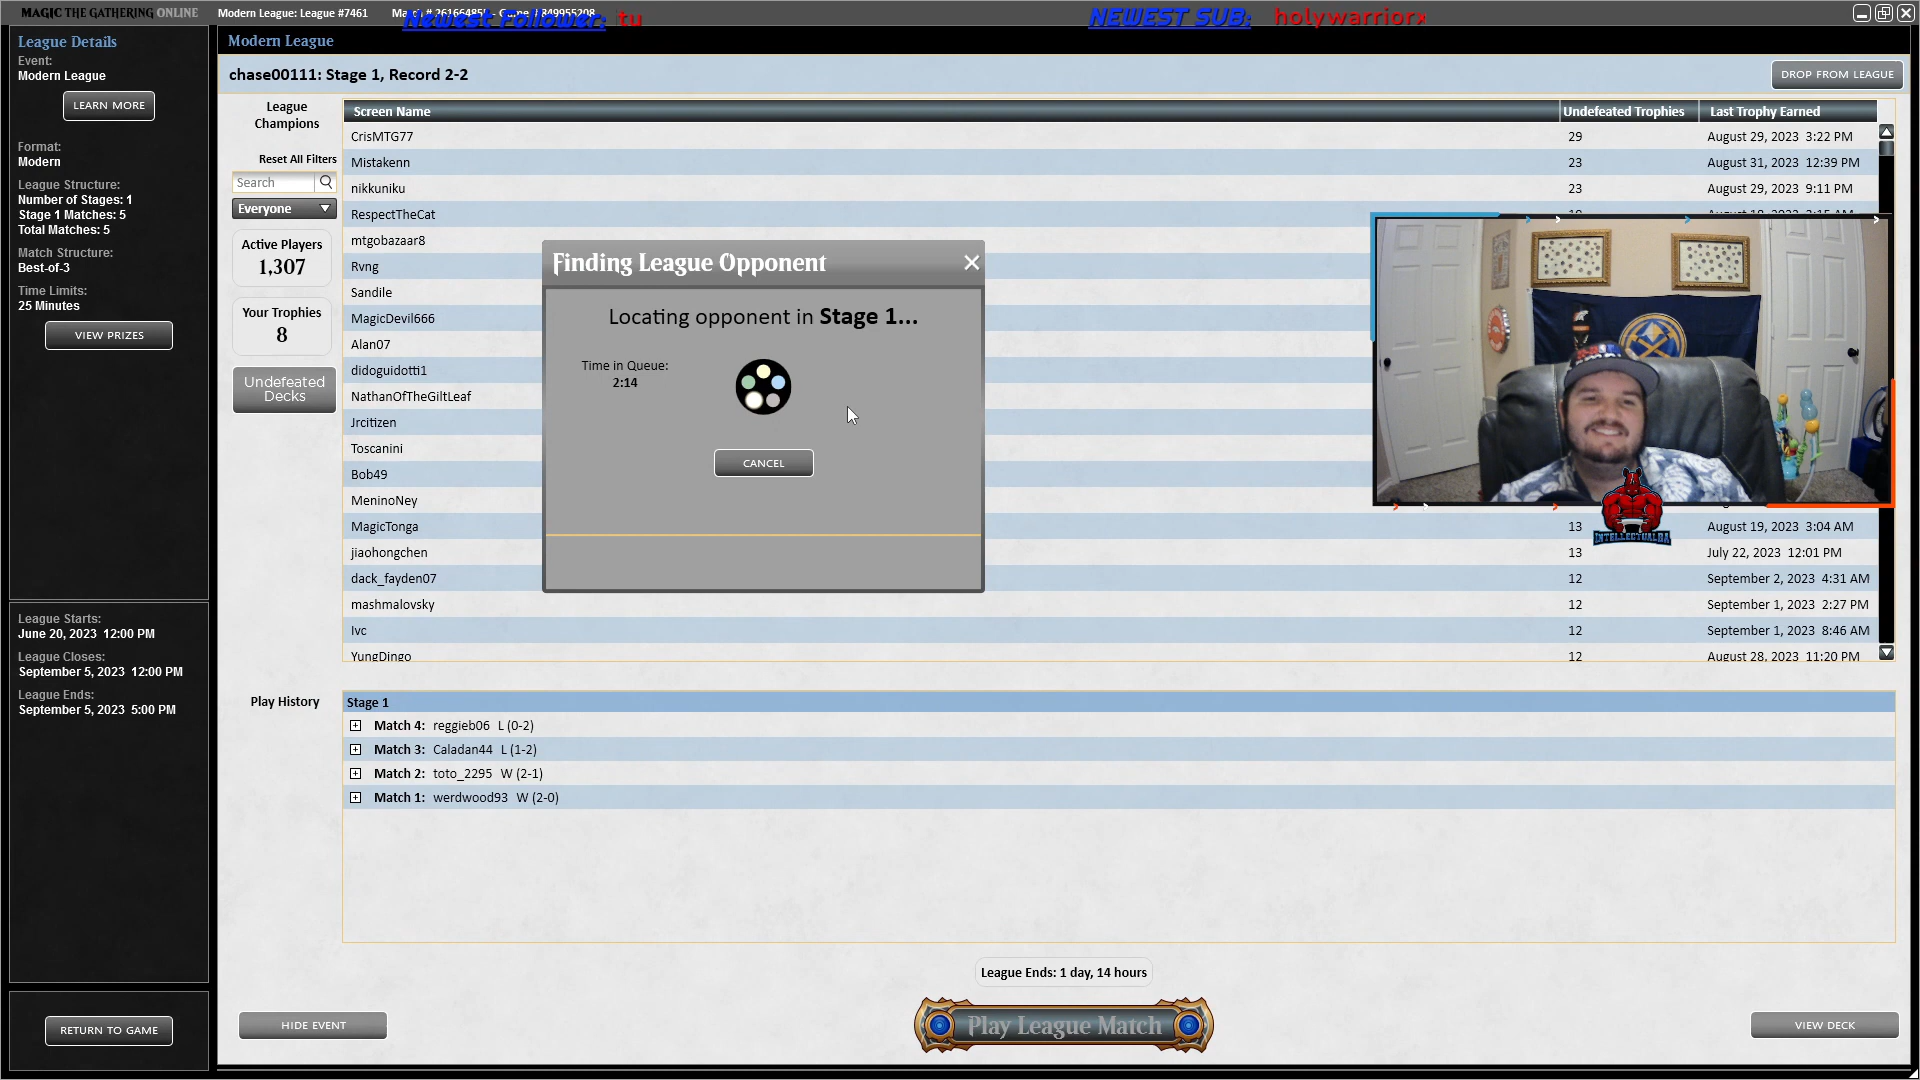 MAGIC THE GATHERING ONLINE
Modern League: League #7461
Newest Follower: tu
NEWEST SUB: holywarriorx
League Details
Event:
Modern League
LEARN MORE
Format:
Modern
League Structure:
Number of Stages: 1
Stage 1 Matches: 5
Total Matches: 5
Match Structure:
Best-of-3
Time Limits:
25 Minutes
VIEW PRIZES
League Starts:
June 20, 2023 12:00 PM
League Closes:
September 5, 2023 12:00 PM
League Ends:
September 5, 2023 5:00 PM
RETURN TO GAME
Modern League
chase00111: Stage 1, Record 2-2
DROP FROM LEAGUE
League
Champions
Reset All Filters
Search
Everyone
Active Players
1,307
Your Trophies
8
Undefeated
Decks
Screen Name Undefeated Trophies Last Trophy Earned
CrisMTG77 29 August 29, 2023 3:22 PM
Mistakenn 23 August 31, 2023 12:39 PM
nikkuniku 23 August 29, 2023 9:11 PM
RespectTheCat
mtgobazaar8
Rvng
Sandile
MagicDevil666
Alan07
didoguidotti1
NathanOfTheGiltLeaf
Jrcitizen
Toscanini
Bob49
MeninoNey
MagicTonga 13 August 19, 2023 3:04 AM
jiaohongchen 13 July 22, 2023 12:01 PM
dack_fayden07 12 September 2, 2023 4:31 AM
mashmalovsky 12 September 1, 2023 2:27 PM
lvc 12 September 1, 2023 8:46 AM
YungDingo 12 August 28, 2023 11:20 PM
Finding League Opponent
Locating opponent in Stage 1...
Time in Queue:
2:14
CANCEL
INTELLECTUALDA
Play History
Stage 1
Match 4: reggieb06 L (0-2)
Match 3: Caladan44 L (1-2)
Match 2: toto_2295 W (2-1)
Match 1: werdwood93 W (2-0)
League Ends: 1 day, 14 hours
HIDE EVENT
Play League Match
VIEW DECK